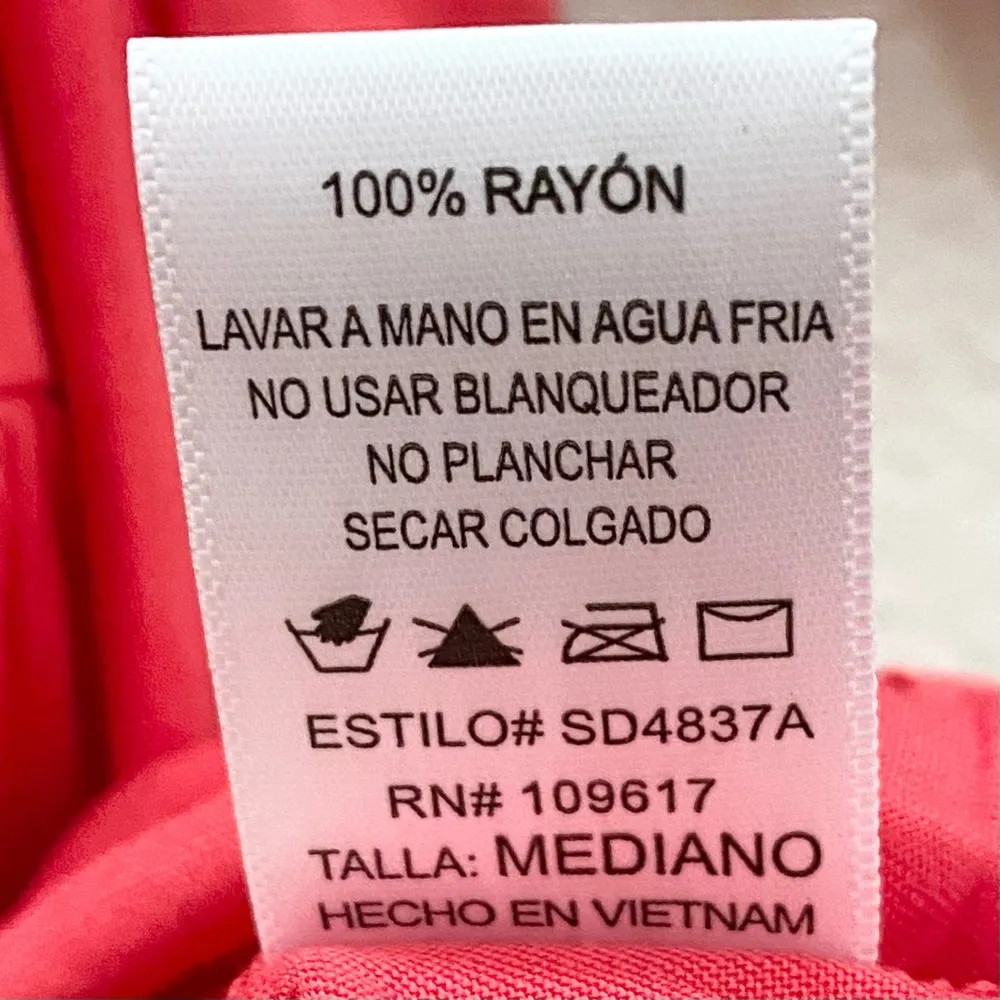 100% RAYÓN
LAVAR A MANO EN AGUA FRIA
NO USAR BLANQUEADOR
NO PLANCHAR
SECAR COLGADO
ESTILO# SD4837A
RN# 109617
TALLA: MEDIANO
HECHO EN VIETNAM